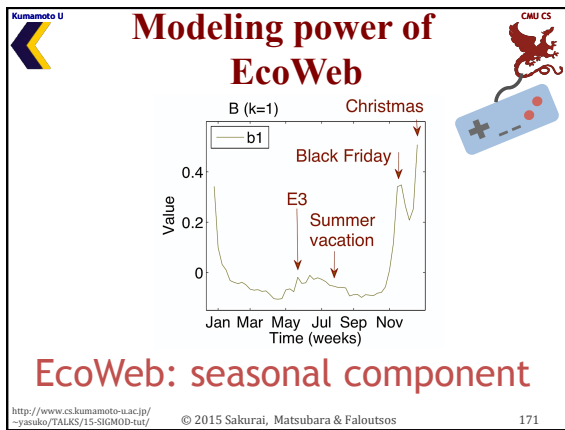 Kumamoto U
CMU CS
Modeling power of
EcoWeb
B (k=1)
Christmas
b1
Black Friday
E3
Summer
vacation
Value
0.4
0.2
0
Jan Mar May Jul Sep Nov
Time (weeks)
EcoWeb: seasonal component
http://www.cs.kumamoto-u.ac.jp/
~yasuko/TALKS/15-SIGMOD-tut/
© 2015 Sakurai, Matsubara & Faloutsos
171